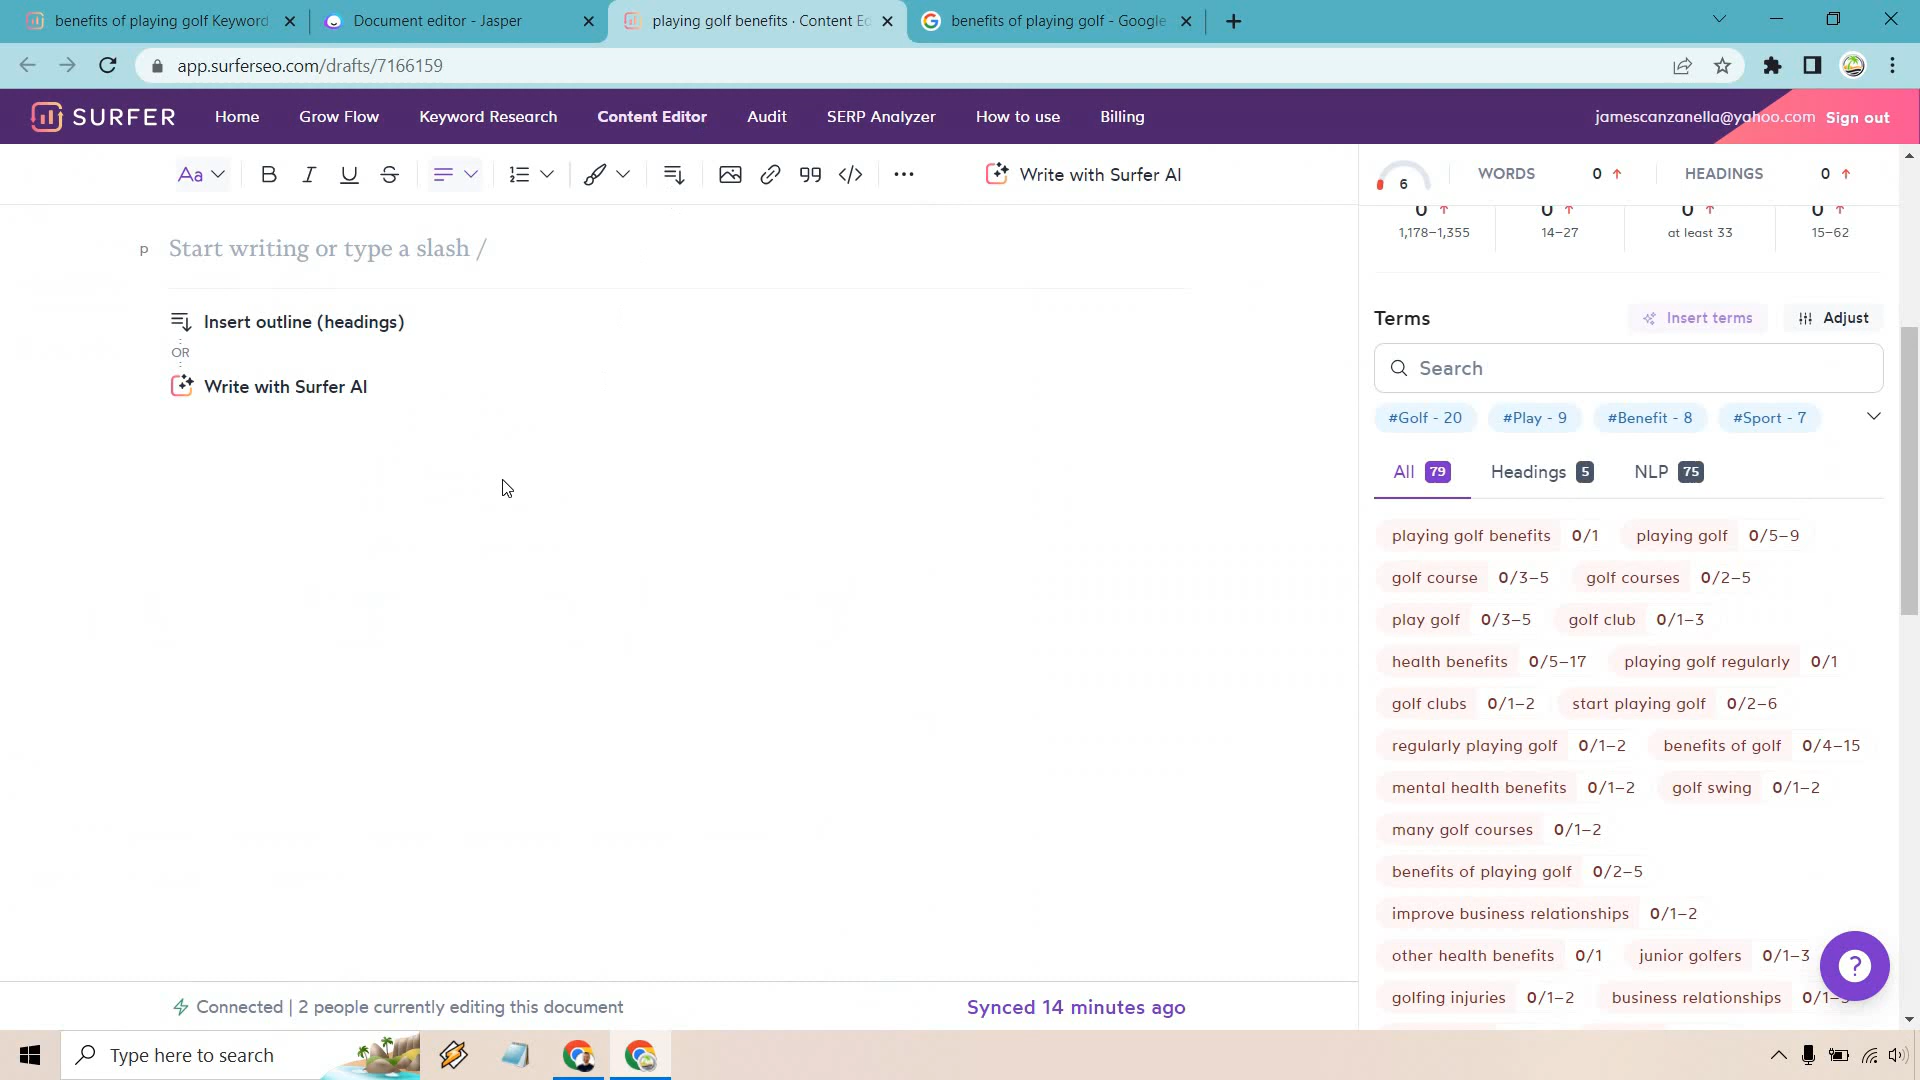 benefits of playing golf Keyword
Document editor - Jasper
playing golf benefits · Content Ed
benefits of playing golf - Google
app.surferseo.com/drafts/7166159
SURFER
Home
Grow Flow
Keyword Research
Content Editor
Audit
SERP Analyzer
How to use
Billing
jamescanzanella@yahoo.com
Sign out
Aa
Write with Surfer AI
6
WORDS 0
HEADINGS 0
0 0 0 0
1,178–1,355 14–27 at least 33 15–62
p Start writing or type a slash /
Insert outline (headings)
OR
Write with Surfer AI
Terms
Insert terms
Adjust
Search
#Golf - 20 #Play - 9 #Benefit - 8 #Sport - 7
All 79 Headings 5 NLP 75
playing golf benefits 0/1 playing golf 0/5–9
golf course 0/3–5 golf courses 0/2–5
play golf 0/3–5 golf club 0/1–3
health benefits 0/5–17 playing golf regularly 0/1
golf clubs 0/1–2 start playing golf 0/2–6
regularly playing golf 0/1–2 benefits of golf 0/4–15
mental health benefits 0/1–2 golf swing 0/1–2
many golf courses 0/1–2
benefits of playing golf 0/2–5
improve business relationships 0/1–2
other health benefits 0/1 junior golfers 0/1–3
golfing injuries 0/1–2 business relationships 0/1–
Connected | 2 people currently editing this document
Synced 14 minutes ago
?
Type here to search